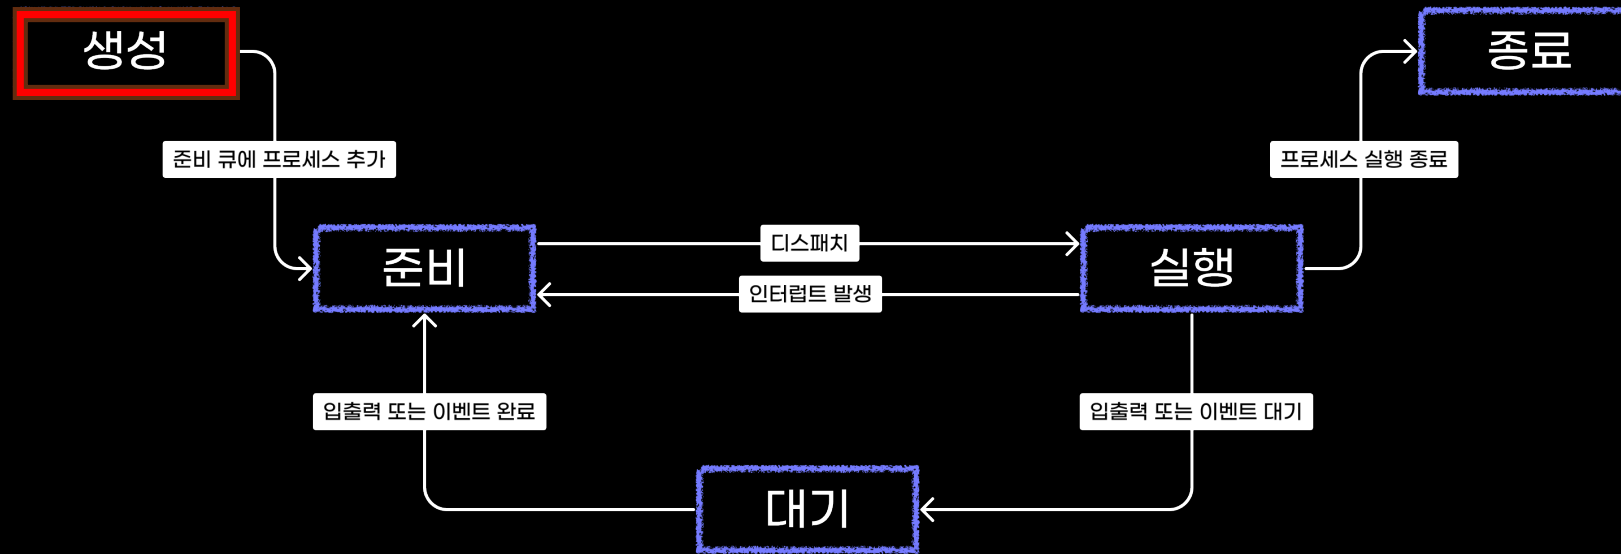 생성
종료
준비 큐에 프로세스 추가
프로세스 실행 종료
준비
디스패치
인터럽트 발생
실행
입출력 또는 이벤트 완료
입출력 또는 이벤트 대기
대기